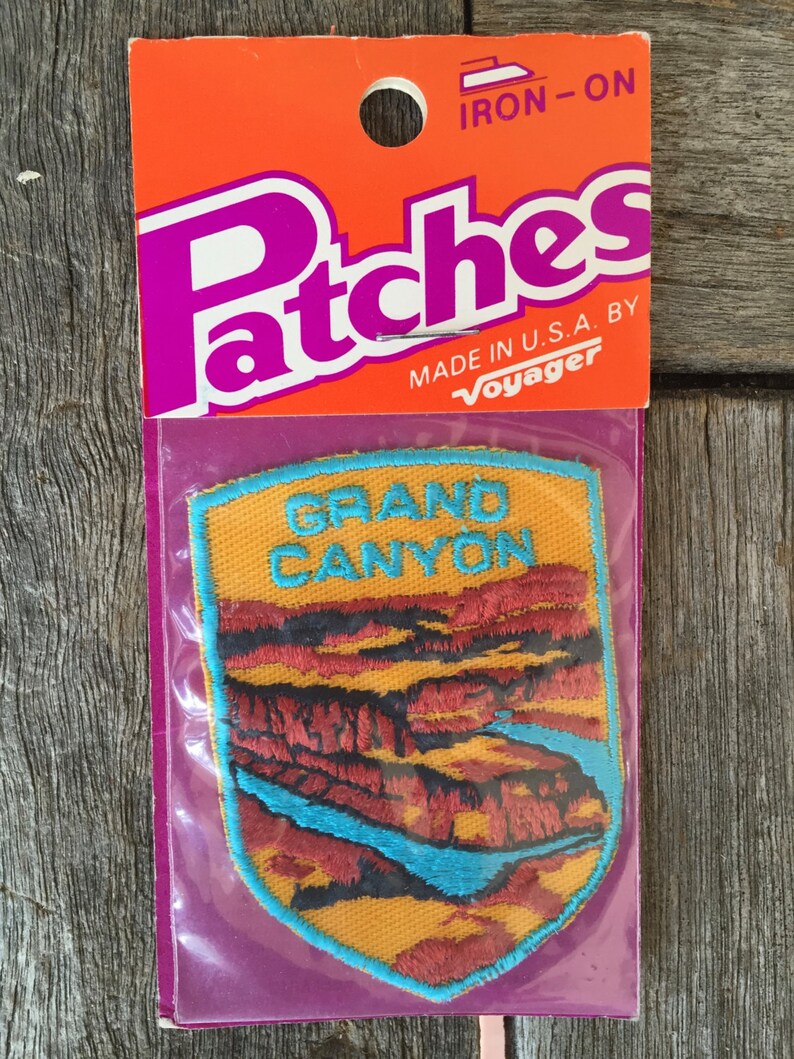 IRON-ON
Patches
MADE IN U.S.A. BY
Voyager
GRAND
CANYON